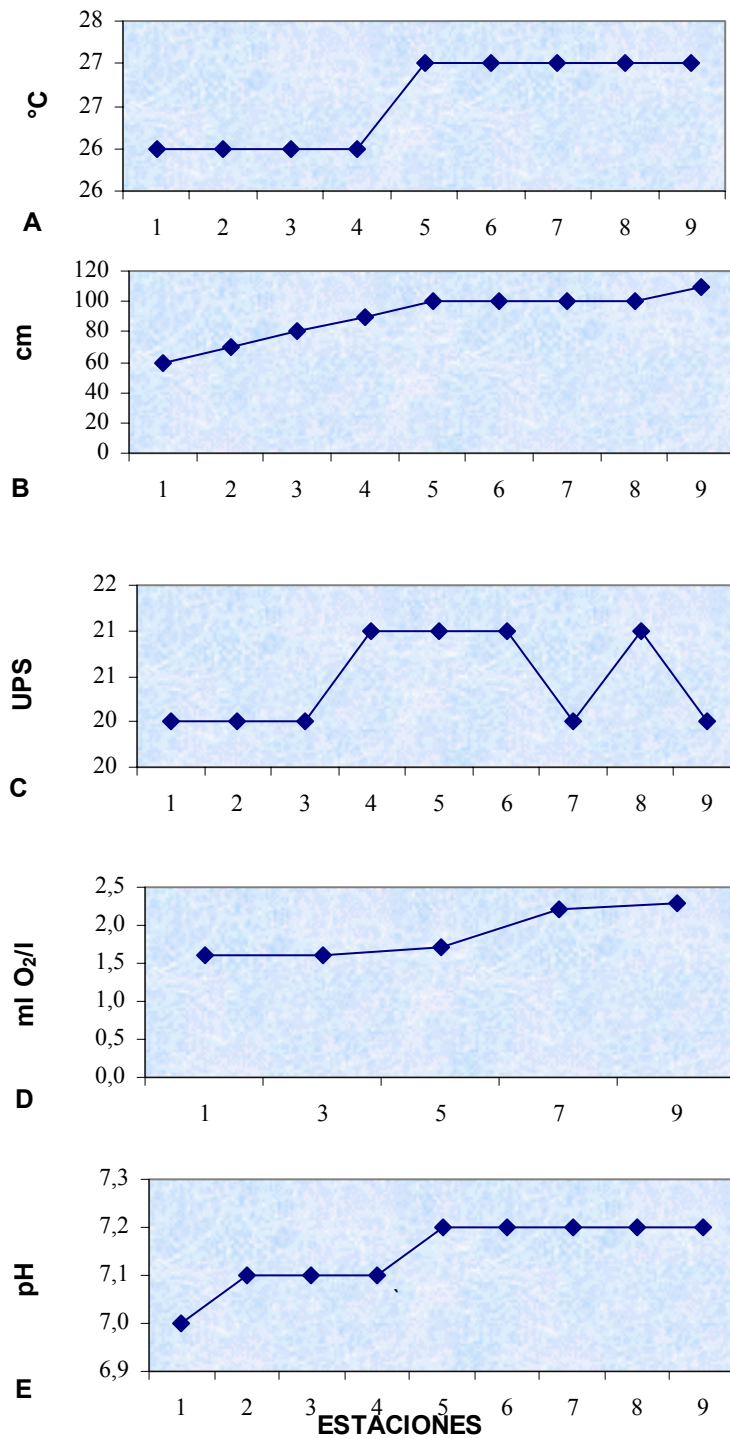 28
27
27
26
26
°C
A
1 2 3 4 5 6 7 8 9
120
100
80
60
40
20
0
cm
B
1 2 3 4 5 6 7 8 9
22
21
21
20
20
UPS
C
1 2 3 4 5 6 7 8 9
2,5
2,0
1,5
1,0
0,5
0,0
ml O₂/l
D
1 3 5 7 9
7,3
7,2
7,1
7,0
6,9
pH
E
1 2 3 4 5 6 7 8 9
ESTACIONES